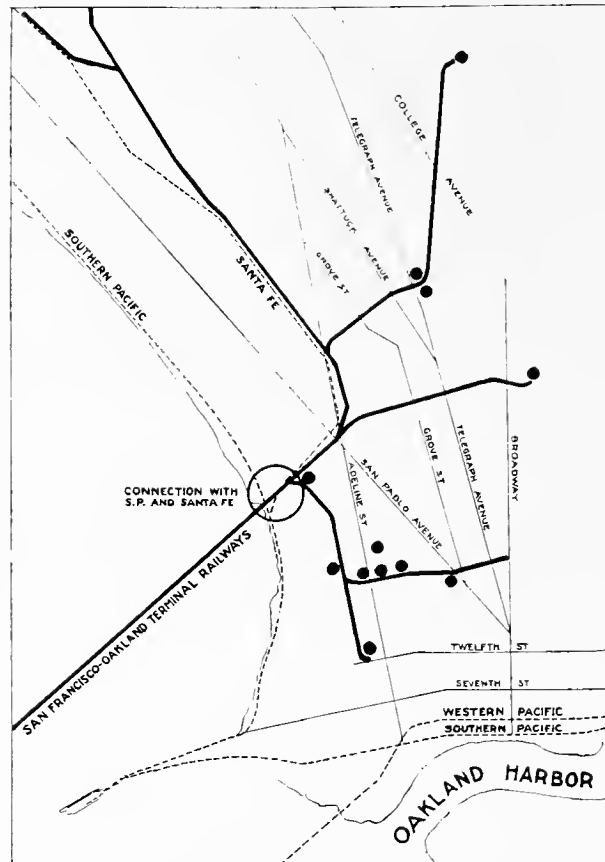 COLLEGE AVENUE
TELEGRAPH AVENUE
SHATTUCK AVENUE
GROVE ST
SOUTHERN PACIFIC
SANTA FE
CONNECTION WITH
S.P. AND SANTA FE
ADELINE ST
SAN PABLO AVENUE
GROVE ST
TELEGRAPH AVENUE
BROADWAY
SAN FRANCISCO-OAKLAND TERMINAL RAILWAYS
TWELFTH ST
SEVENTH ST
WESTERN PACIFIC
SOUTHERN PACIFIC
OAKLAND HARBOR